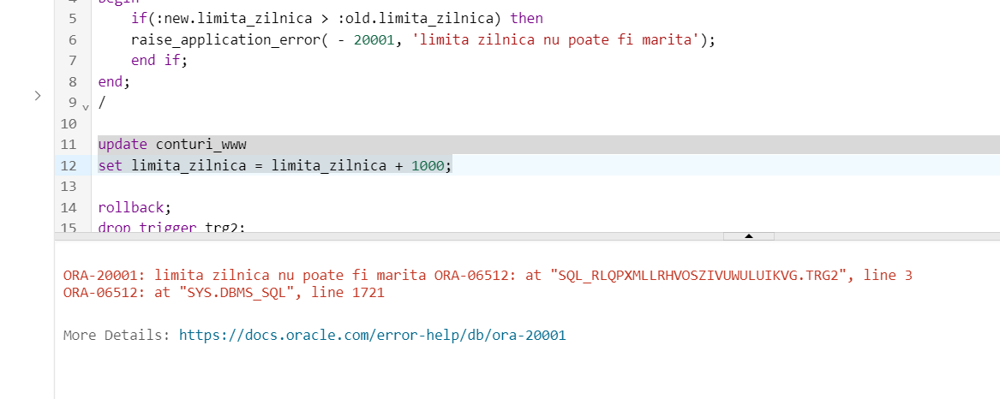 4 begin
5 if(:new.limita_zilnica > :old.limita_zilnica) then
6 raise_application_error( - 20001, 'limita zilnica nu poate fi marita');
7 end if;
8 end;
9 /
10
11 update conturi_www
12 set limita_zilnica = limita_zilnica + 1000;
13
14 rollback;
15 drop trigger trg2;
ORA-20001: limita zilnica nu poate fi marita ORA-06512: at "SQL_RLQPXMLLRHVOSZIVUWULUIKVG.TRG2", line 3
ORA-06512: at "SYS.DBMS_SQL", line 1721
More Details: https://docs.oracle.com/error-help/db/ora-20001